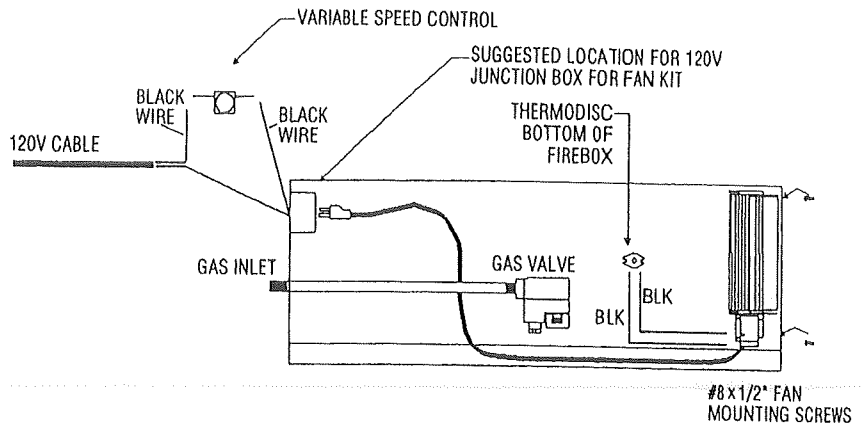 VARIABLE SPEED CONTROL
SUGGESTED LOCATION FOR 120V
JUNCTION BOX FOR FAN KIT
BLACK
WIRE
BLACK
WIRE
THERMODISC
BOTTOM OF
FIREBOX
120V CABLE
GAS INLET
GAS VALVE
BLK
BLK
#8 x 1/2" FAN
MOUNTING SCREWS